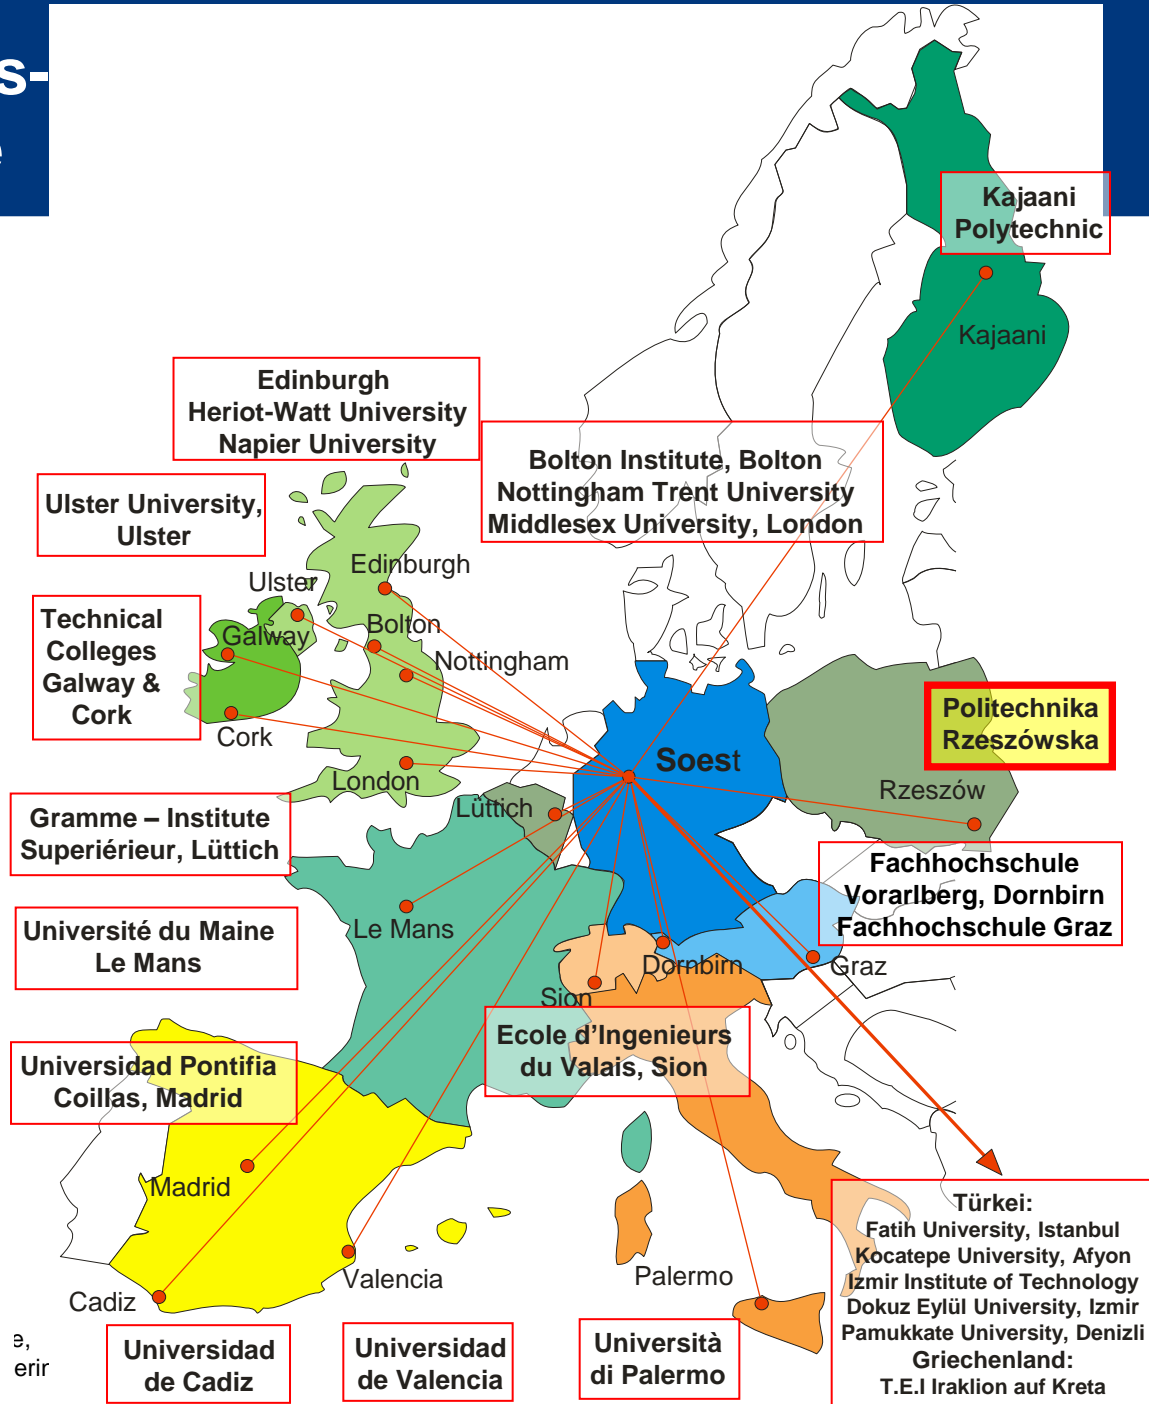 s-
e
Kajaani
Polytechnic
Kajaani
Edinburgh
Heriot-Watt University
Napier University
Bolton Institute, Bolton
Nottingham Trent University
Middlesex University, London
Ulster University,
Ulster
Edinburgh
Ulster
Technical
Colleges
Galway &
Cork
Bolton
Galway
Nottingham
Politechnika
Rzeszówska
Cork
Soest
London
Rzeszów
Lüttich
Gramme – Institute
Superiérieur, Lüttich
Fachhochschule
Vorarlberg, Dornbirn
Fachhochschule Graz
Université du Maine
Le Mans
Le Mans
Dornbirn
Graz
Sion
Ecole d’Ingenieurs
du Valais, Sion
Universidad Pontifia
Coillas, Madrid
Madrid
Türkei:
Fatih University, Istanbul
Kocatepe University, Afyon
Izmir Institute of Technology
Dokuz Eylül University, Izmir
Pamukkate University, Denizli
Griechenland:
T.E.I Iraklion auf Kreta
Valencia
Palermo
Cadiz
Universidad
de Cadiz
Universidad
de Valencia
Università
di Palermo
e,
erir